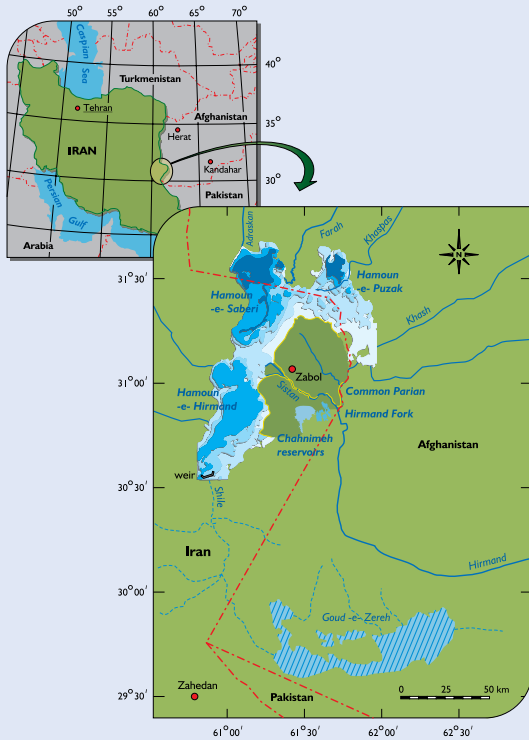 50°
55°
60°
65°
70°
Caspian
Sea
40°
Turkmenistan
Tehran
35°
Afghanistan
Herat
IRAN
Kandahar
30°
Pakistan
Persian
Gulf
Arabia
Adraskan
Farah
Khaspas
N
31°30'
Hamoun
-e- Puzak
Hamoun
-e- Saberi
Khash
31°00'
Zabol
Hamoun
-e- Hirmand
Sistan
Common Parian
Hirmand Fork
Chahnimeh
reservoirs
Afghanistan
weir
30°30'
Shile
Iran
Hirmand
30°00'
Goud -e- Zereh
Zahedan
Pakistan
0 25 50 km
29°30'
61°00'
61°30'
62°00'
62°30'